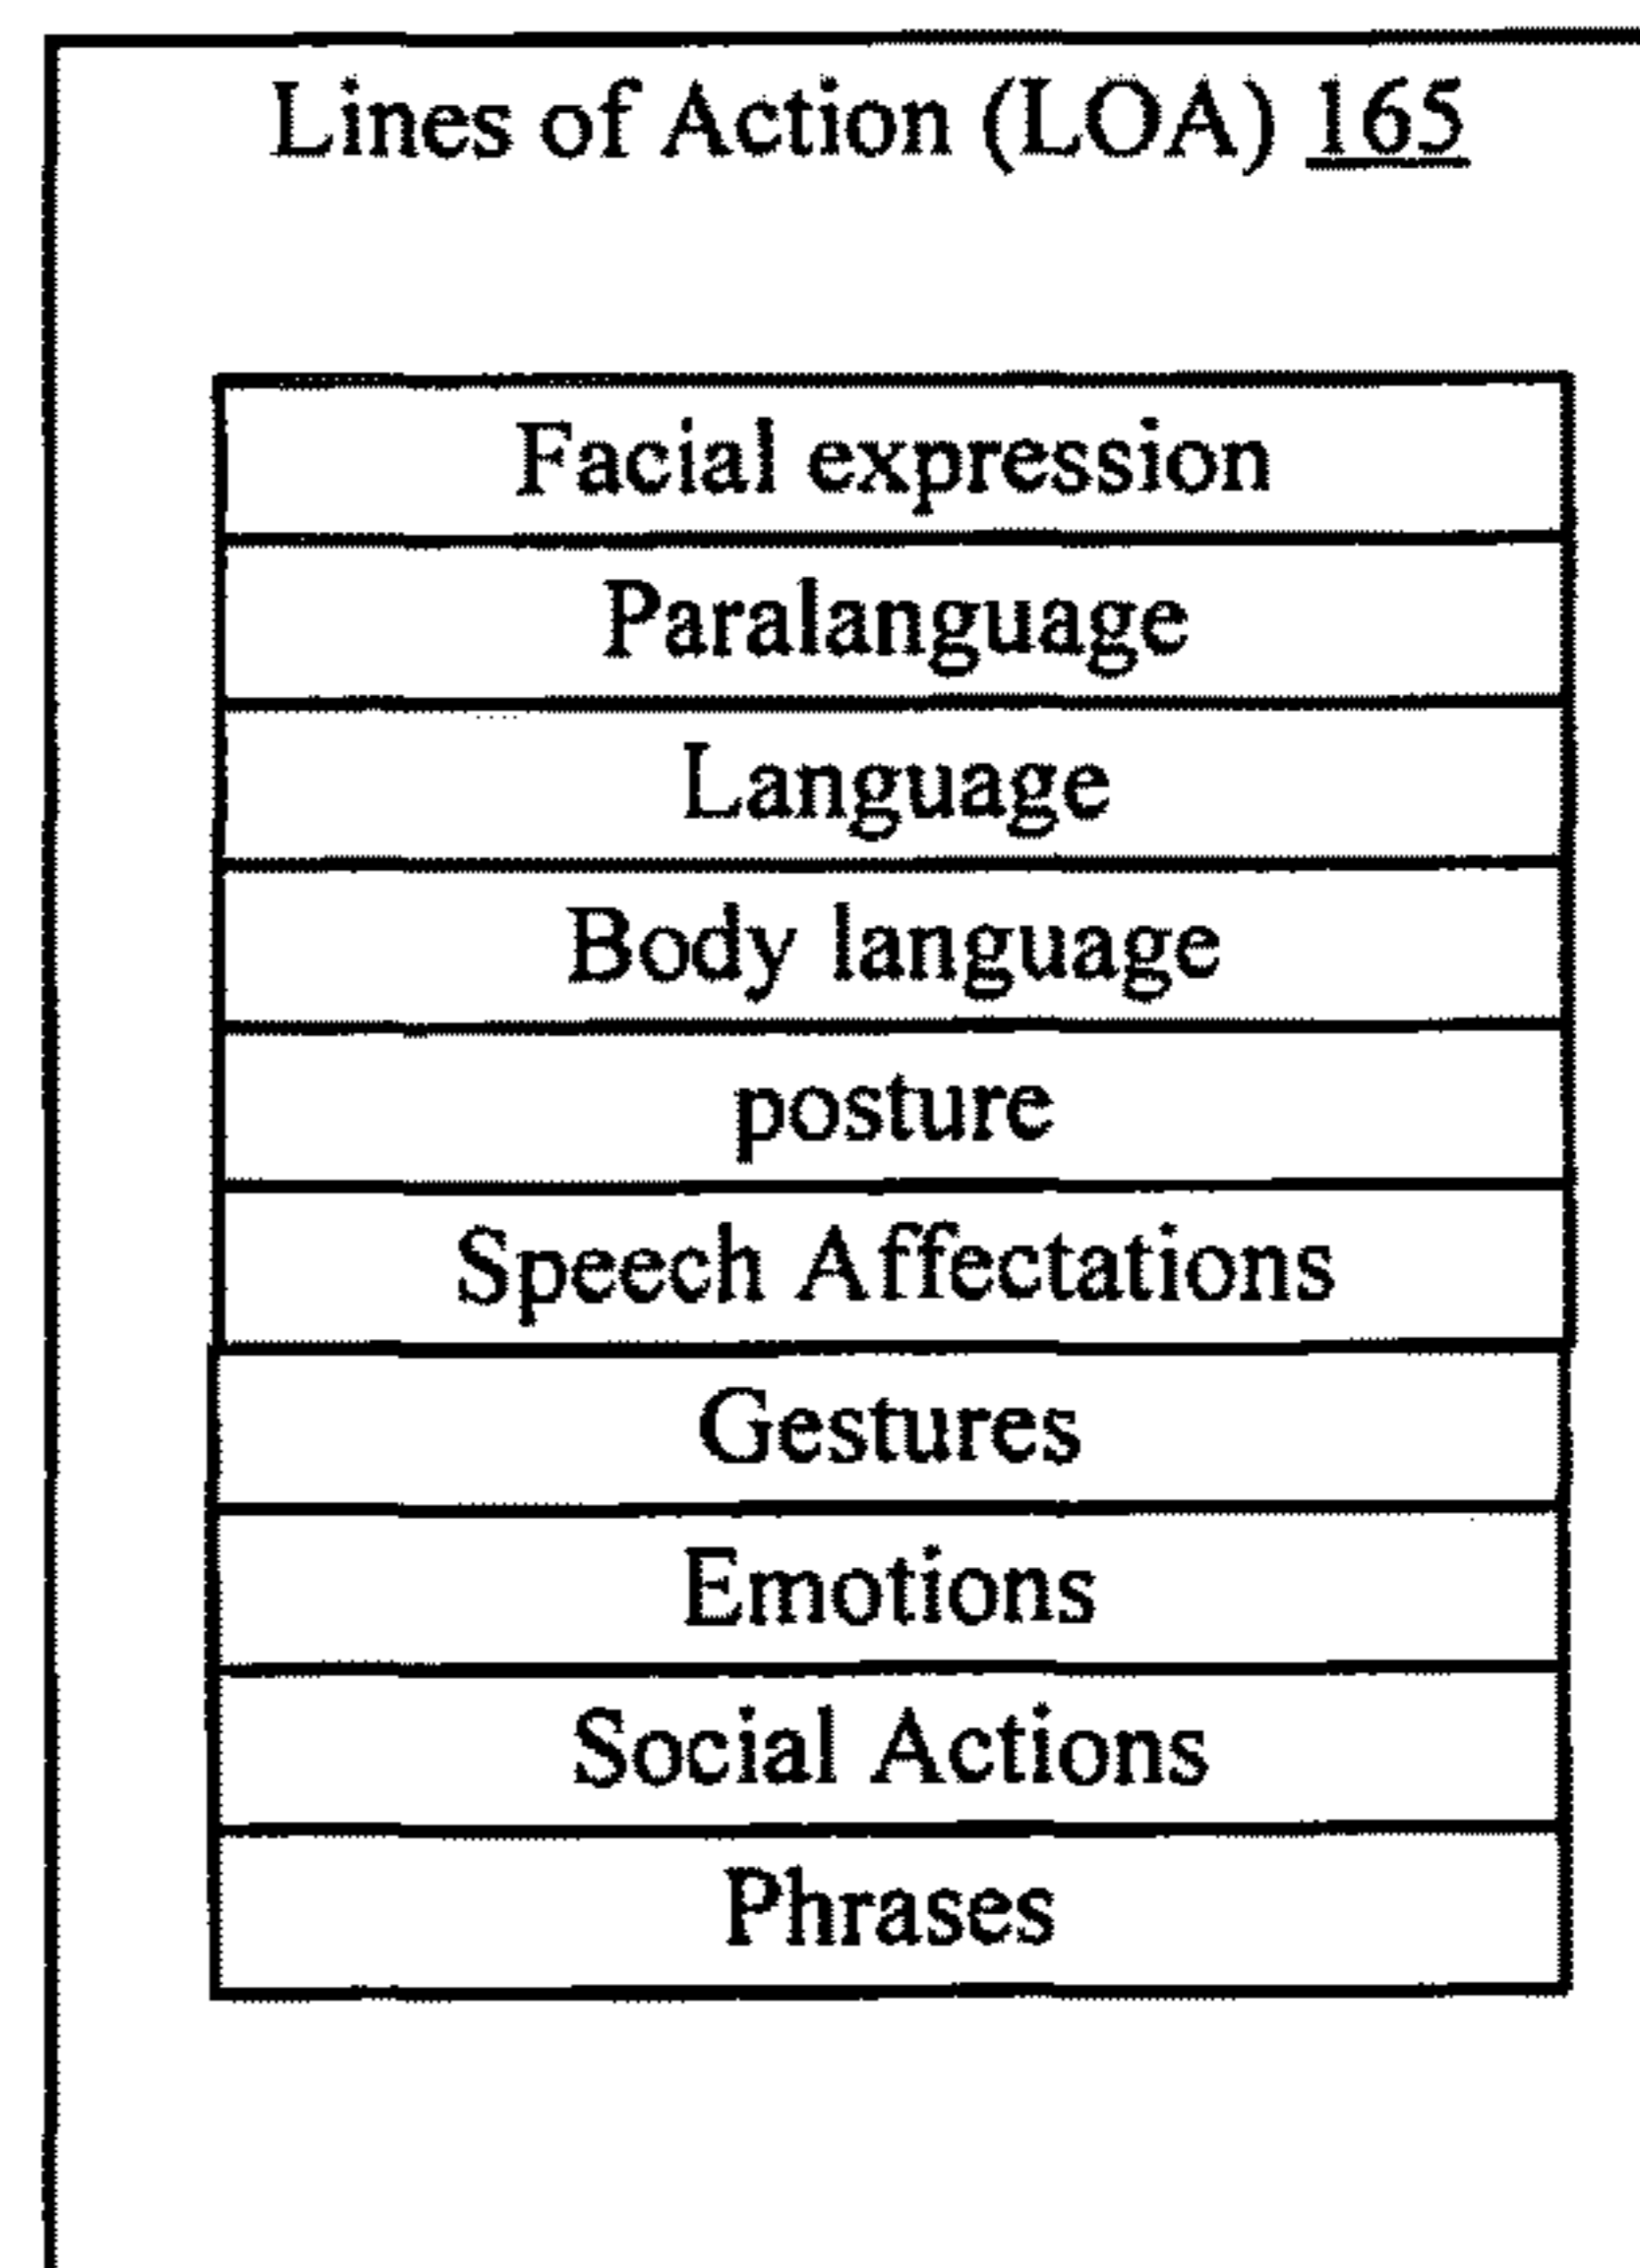 Lines of Action (LOA) 165
Facial expression
Paralanguage
Language
Body language
posture
Speech Affectations
Gestures
Emotions
Social Actions
Phrases